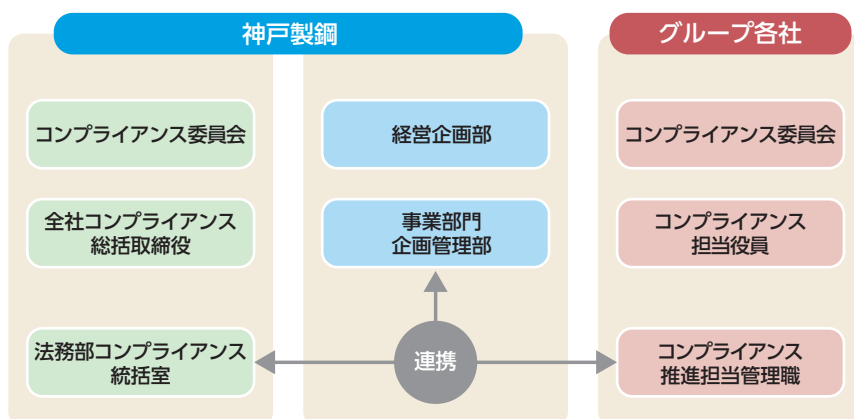 神戸製鋼
グループ各社
コンプライアンス委員会
全社コンプライアンス
総括取締役
法務部コンプライアンス
統括室
経営企画部
事業部門
企画管理部
連携
コンプライアンス委員会
コンプライアンス
担当役員
コンプライアンス
推進担当管理職